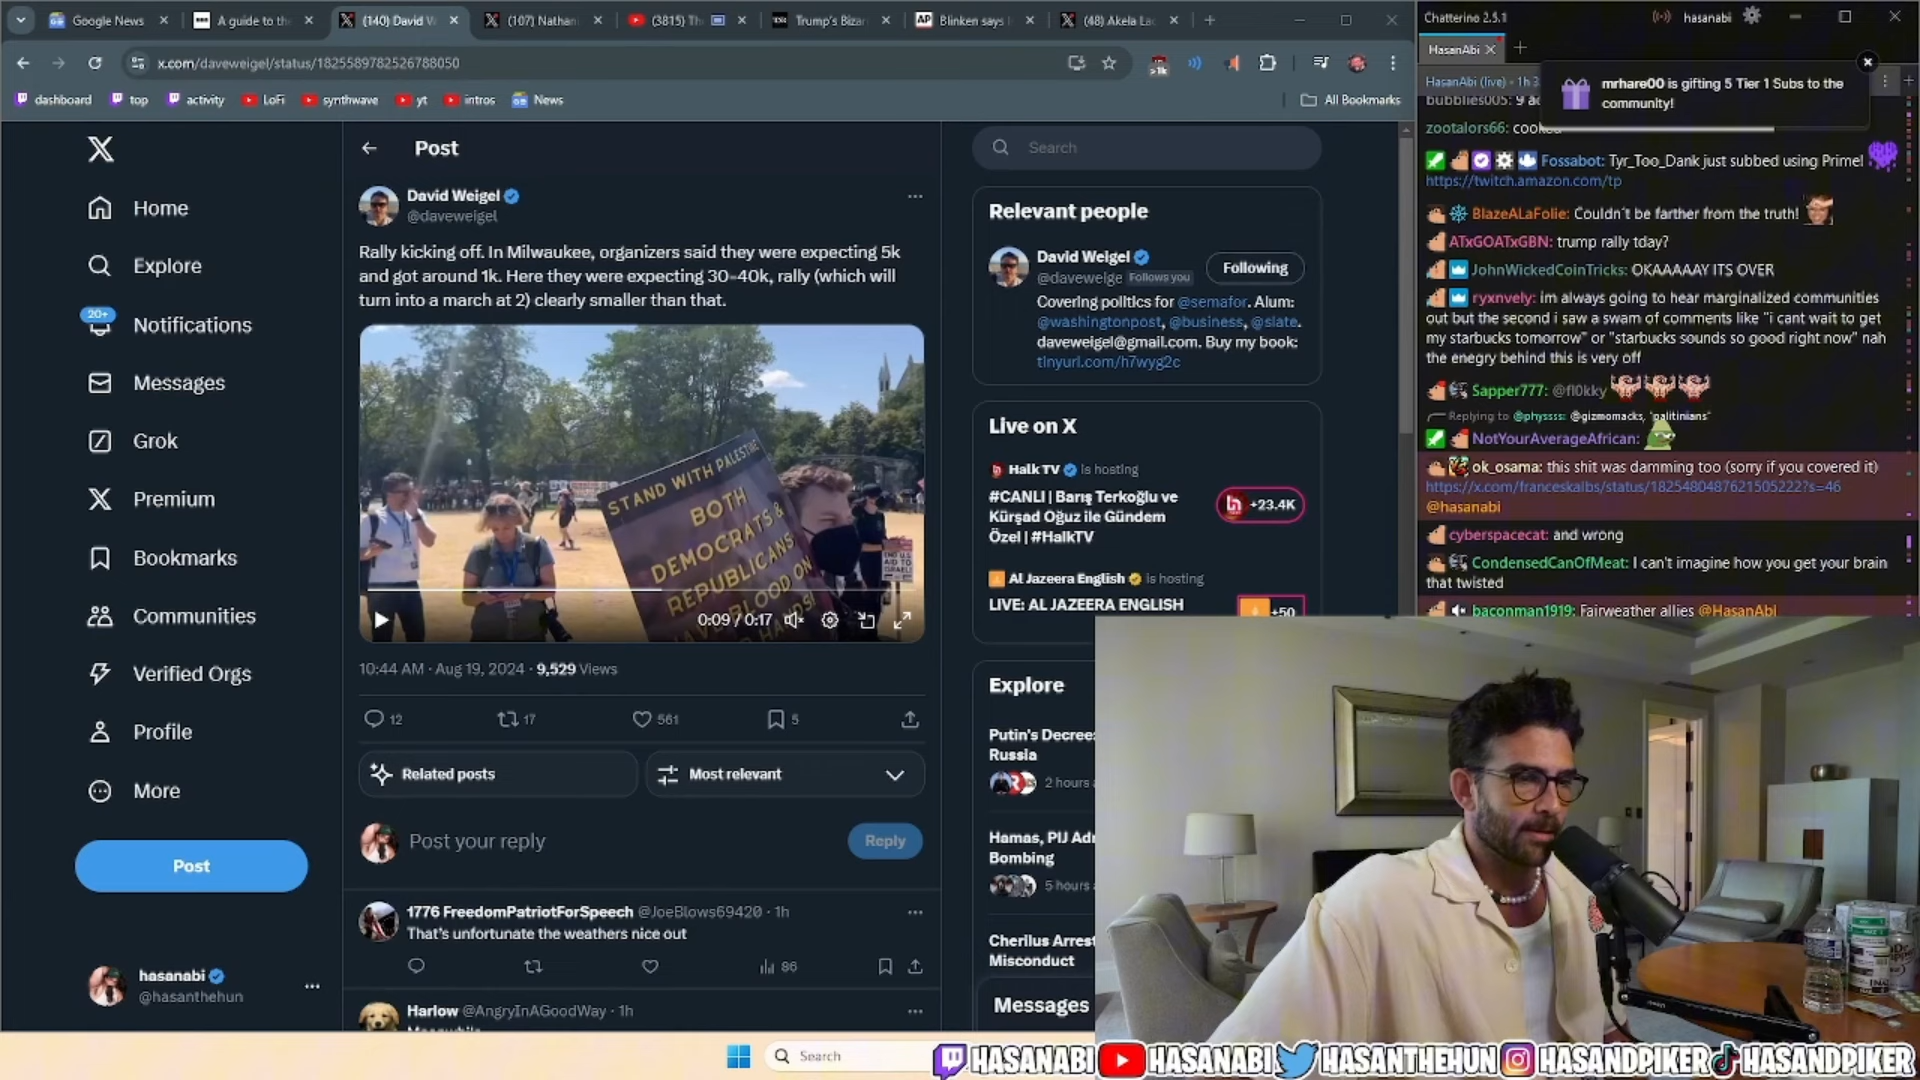 Google News
A guide to the
(140) David W
(107) Nathan
(3815) Th
Trump's Bizar
Blinken says
(48) Akela La
x.com/daveweigel/status/1825589782526788050
dashboard
top
activity
LoFi
synthwave
yt
intros
News
All Bookmarks
Home
Explore
20+
Notifications
Messages
Grok
Premium
Bookmarks
Communities
Verified Orgs
Profile
More
Post
hasanabi
@hasanthehun
Post
David Weigel
@daveweigel
Rally kicking off. In Milwaukee, organizers said they were expecting 5k
and got around 1k. Here they were expecting 30-40k, rally (which will
turn into a march at 2) clearly smaller than that.
STAND WITH PALESTINE
BOTH
DEMOCRATS &
REPUBLICANS
BLOOD ON
END U.S.
AID TO
ISRAEL!
0:09 / 0:17
10:44 AM · Aug 19, 2024 · 9,529 Views
12
17
561
5
Related posts
Most relevant
Post your reply
Reply
1776 FreedomPatriotForSpeech @JoeBlows69420 · 1h
That's unfortunate the weathers nice out
86
Harlow @AngryInAGoodWay · 1h
Search
Relevant people
David Weigel
@daveweige Follows you
Following
Covering politics for @semafor. Alum:
@washingtonpost, @business, @slate.
daveweigel@gmail.com. Buy my book:
tinyurl.com/h7wyg2c
Live on X
Halk TV is hosting
#CANLI | Barış Terkoğlu ve
Kürşad Oğuz ile Gündem
Özel | #HalkTV
+23.4K
Al Jazeera English is hosting
LIVE: AL JAZEERA ENGLISH
+50
Explore
Putin's Decree:
Russia
2 hours
Hamas, PIJ Adm
Bombing
5 hours
Cherilus Arrest
Misconduct
Messages
Chatterino 2.5.1
hasanabi
HasanAbi
HasanAbi (live) - 1h 3
mrhare00 is gifting 5 Tier 1 Subs to the
community!
bubblies005: 9
zootalors66: cooked
Fossabot: Tyr_Too_Dank just subbed using Prime!
https://twitch.amazon.com/tp
BlazeALaFolie: Couldn´t be farther from the truth!
ATxGOATxGBN: trump rally tday?
JohnWickedCoinTricks: OKAAAAAY ITS OVER
ryxnvely: im always going to hear marginalized communities
out but the second i saw a swam of comments like "i cant wait to get
my starbucks tomorrow" or "starbucks sounds so good right now" nah
the enegry behind this is very off
Sapper777: @fl0kky
Replying to @physsss: @gizmomacks, "palitinians"
NotYourAverageAfrican:
ok_osama: this shit was damming too (sorry if you covered it)
https://x.com/franceskalbs/status/1825480487621505222?s=46
@hasanabi
cyberspacecat: and wrong
CondensedCanOfMeat: I can't imagine how you get your brain
that twisted
baconman1919: Fairweather allies @HasanAbi
Search
HASANABI
HASANABI
HASANTHEHUN
HASANDPIKER
HASANDPIKER